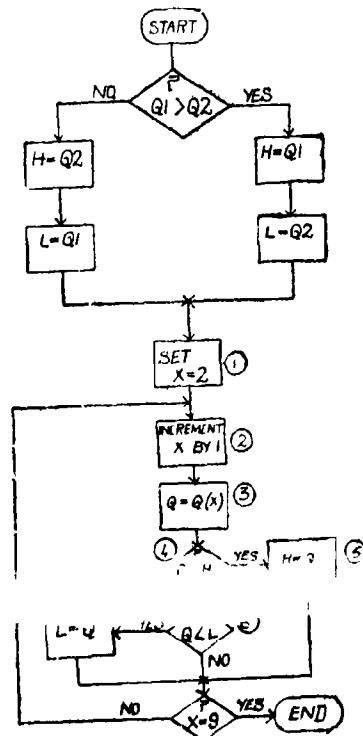 START
?
Q1 > Q2
NO
YES
H = Q2
H = Q1
L = Q1
L = Q2
SET
X = 2
①
INCREMENT
X BY 1
②
Q = Q(X)
③
④
YES
H =
Q < L
NO
NO
?
X = 9
YES
END